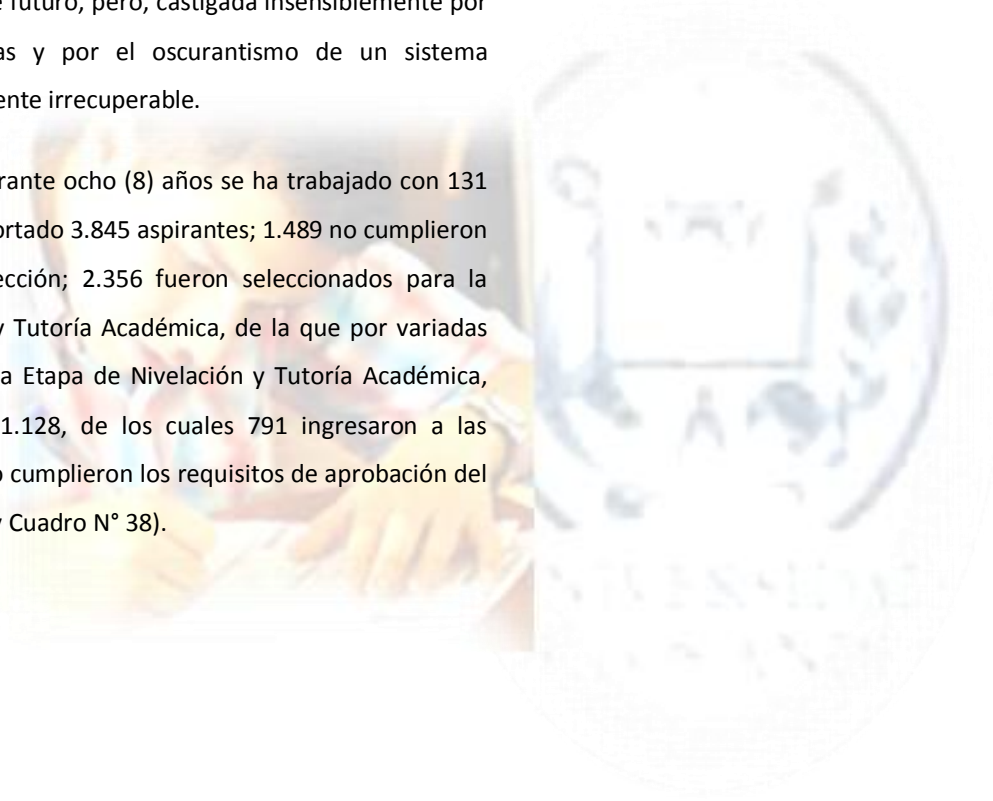 e futuro, pero, castigada insensiblemente por
as y por el oscurantismo de un sistema
ente irrecuperable.
rante ocho (8) años se ha trabajado con 131
ortado 3.845 aspirantes; 1.489 no cumplieron
ección; 2.356 fueron seleccionados para la
y Tutoría Académica, de la que por variadas
a Etapa de Nivelación y Tutoría Académica,
1.128, de los cuales 791 ingresaron a las
o cumplieron los requisitos de aprobación del
y Cuadro N° 38).